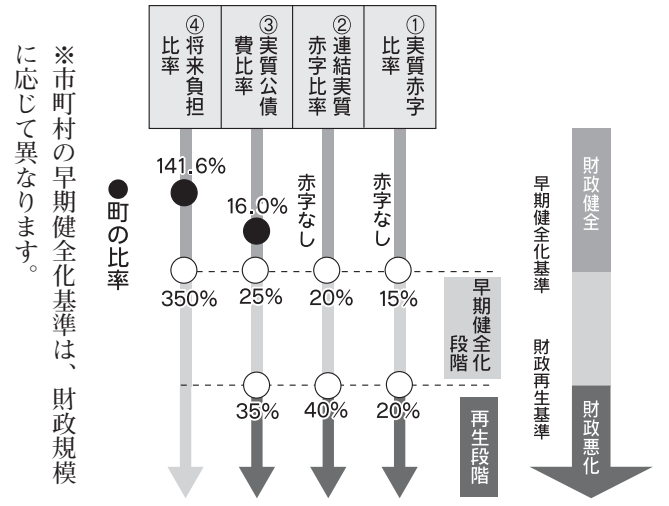 ①実質赤字
比率
②連結実質
赤字比率
③実質公債
費比率
④将来負担
比率
財政健全
早期健全化基準
赤字なし
赤字なし
16.0%
141.6%
●町の比率
15%
20%
25%
350%
早期健全化
段階
財政再生基準
20%
40%
35%
財政悪化
再生段階
※市町村の早期健全化基準は、財政規模
に応じて異なります。